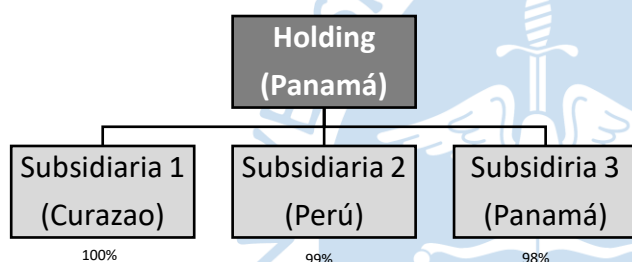 Holding
(Panamá)
Subsidiaria 1
(Curazao)
Subsidiaria 2
(Perú)
Subsidiria 3
(Panamá)
100%
99%
98%